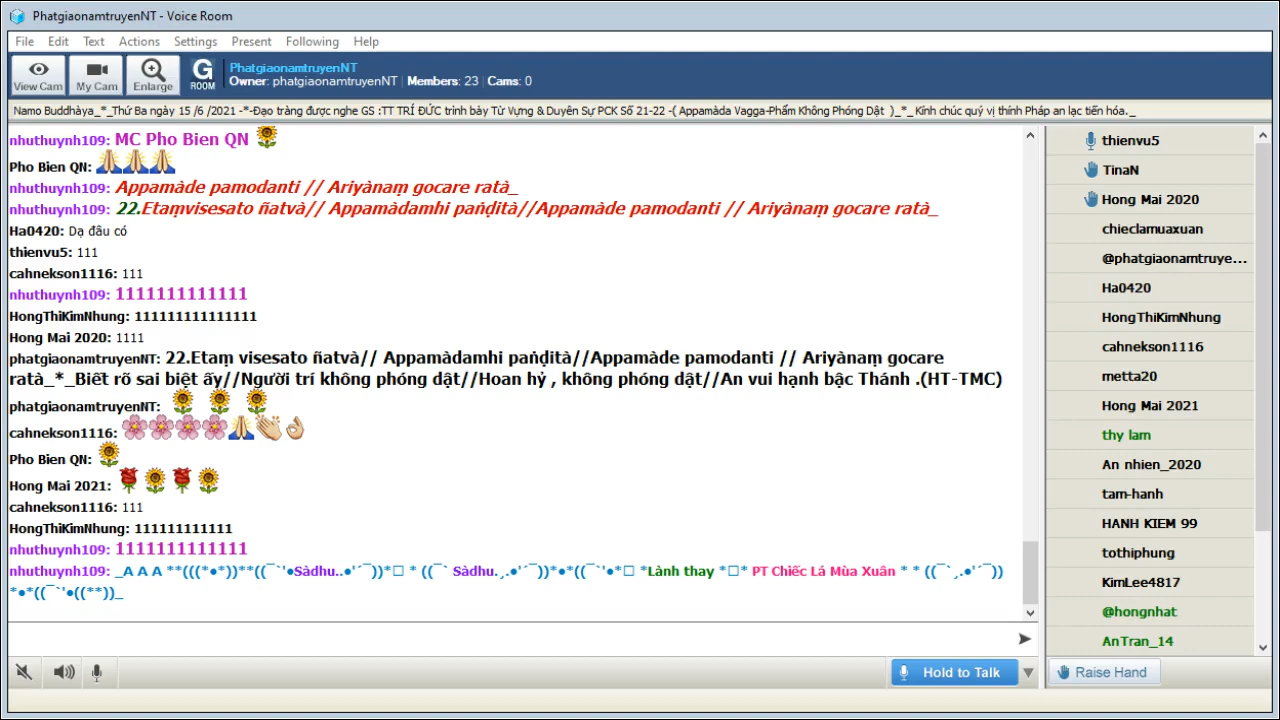 PhatgiaonamtruyenNT - Voice Room
File Edit Text Actions Settings Present Following Help
View Cam My Cam Enlarge G ROOM
PhatgiaonamtruyenNT
Owner: phatgiaonamtruyenNT | Members: 23 | Cams: 0
Namo Buddhàya_*_Thứ Ba ngày 15 /6 /2021 -*-Đạo tràng được nghe GS :TT TRÍ ĐỨC trình bày Từ Vựng & Duyên Sự PCK Số 21-22 -( Appamàda Vagga-Phẩm Không Phóng Dật )_*_ Kính chúc quý vị thính Pháp an lạc tiến hóa._
nhuthuynh109: MC Pho Bien QN
Pho Bien QN:
nhuthuynh109: Appamàde pamodanti // Ariyànaṃ gocare ratà_
nhuthuynh109: 22.Etaṃvisesato ñatvà// Appamàdamhi paṇḍità//Appamàde pamodanti // Ariyànaṃ gocare ratà_
Ha0420: Dạ đâu có
thienvu5: 111
cahnekson1116: 111
nhuthuynh109: 1111111111111
HongThiKimNhung: 111111111111111
Hong Mai 2020: 1111
phatgiaonamtruyenNT: 22.Etaṃ visesato ñatvà// Appamàdamhi paṇḍità//Appamàde pamodanti // Ariyànaṃ gocare
ratà_*_Biết rõ sai biệt ấy//Người trí không phóng dật//Hoan hỷ , không phóng dật//An vui hạnh bậc Thánh .(HT-TMC)
phatgiaonamtruyenNT:
cahnekson1116:
Pho Bien QN:
Hong Mai 2021:
cahnekson1116: 111
HongThiKimNhung: 111111111111
nhuthuynh109: 1111111111111
nhuthuynh109: _A A A **(((*●*))**((¯`'●Sàdhu..●'´¯))*□ * ((¯` Sàdhu.¸.●'´¯))*●*((¯`'●*□ *Lành thay *□* PT Chiếc Lá Mùa Xuân * * ((¯`¸.●'´¯))
*●*((¯`'●((**))_
thienvu5
TinaN
Hong Mai 2020
chieclamuaxuan
@phatgiaonamtruye...
Ha0420
HongThiKimNhung
cahnekson1116
metta20
Hong Mai 2021
thy lam
An nhien_2020
tam-hanh
HANH KIEM 99
tothiphung
KimLee4817
@hongnhat
AnTran_14
Hold to Talk
Raise Hand